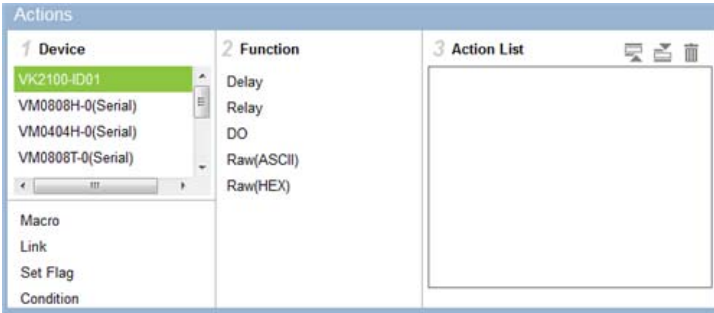 Actions
1 Device
VK2100-ID01
VM0808H-0(Serial)
VM0404H-0(Serial)
VM0808T-0(Serial)
Macro
Link
Set Flag
Condition
2 Function
Delay
Relay
DO
Raw(ASCII)
Raw(HEX)
3 Action List